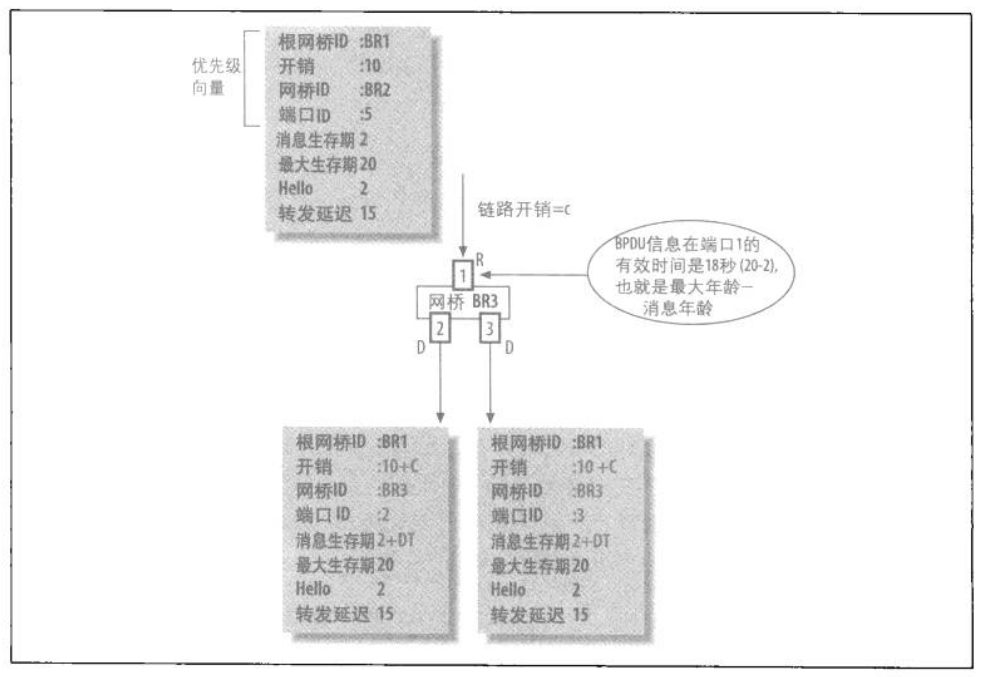 优先级
向量
根网桥ID :BR1
开销 :10
网桥ID :BR2
端口ID :5
消息生存期 2
最大生存期 20
Hello 2
转发延迟 15
链路开销=c
R
1
BPDU信息在端口1的
有效时间是18秒(20-2),
也就是最大年龄－
消息年龄
网桥 BR3
2
3
D
D
根网桥ID :BR1
开销 :10+C
网桥ID :BR3
端口 ID :2
消息生存期 2+DT
最大生存期 20
Hello 2
转发延迟 15
根网桥ID :BR1
开销 :10 +C
网桥ID :BR3
端口ID :3
消息生存期 2+DT
最大生存期 20
Hello 2
转发延迟 15